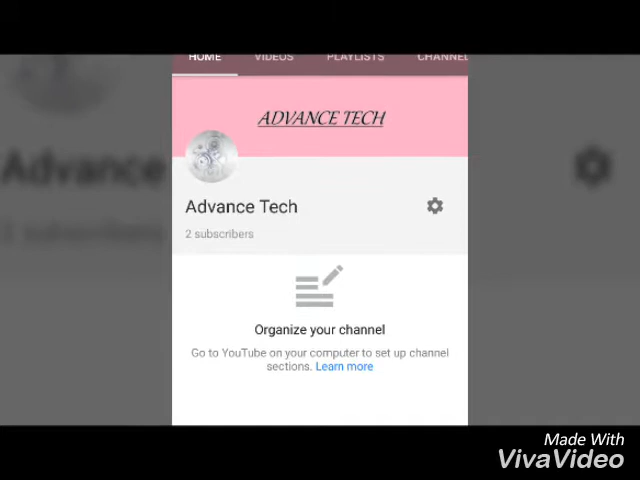 HOME VIDEOS PLAYLISTS CHANNEL
ADVANCE TECH
Advance Tech
2 subscribers
Organize your channel
Go to YouTube on your computer to set up channel
sections. Learn more
Made With
VivaVideo